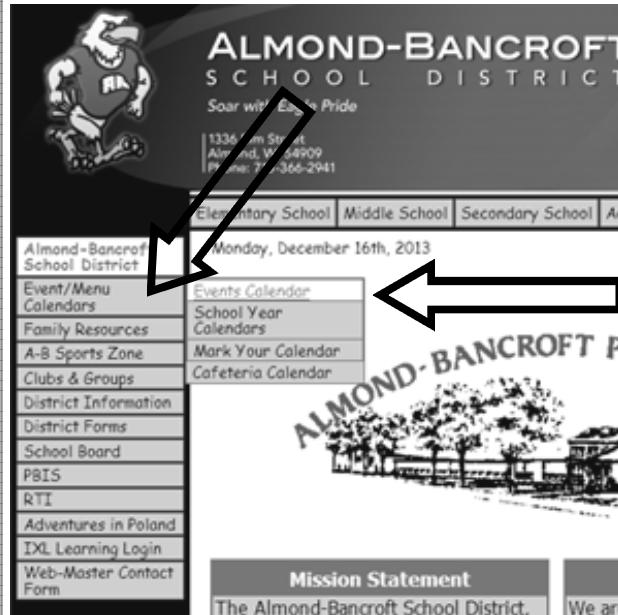 ALMOND-BANCROFT
SCHOOL DISTRICT
Soar with Eagle Pride
1336 Elm Street
Almond, WI 54909
Phone: 715-366-2941
Elementary School Middle School Secondary School
Almond-Bancroft
School District
Monday, December 16th, 2013
Event/Menu
Calendars
Family Resources
A-B Sports Zone
Clubs & Groups
District Information
District Forms
School Board
PBIS
RTI
Adventures in Poland
IXL Learning Login
Web-Master Contact
Form
Events Calendar
School Year
Calendars
Mark Your Calendar
Cafeteria Calendar
ALMOND-BANCROFT P
Mission Statement
The Almond-Bancroft School District,
We ar